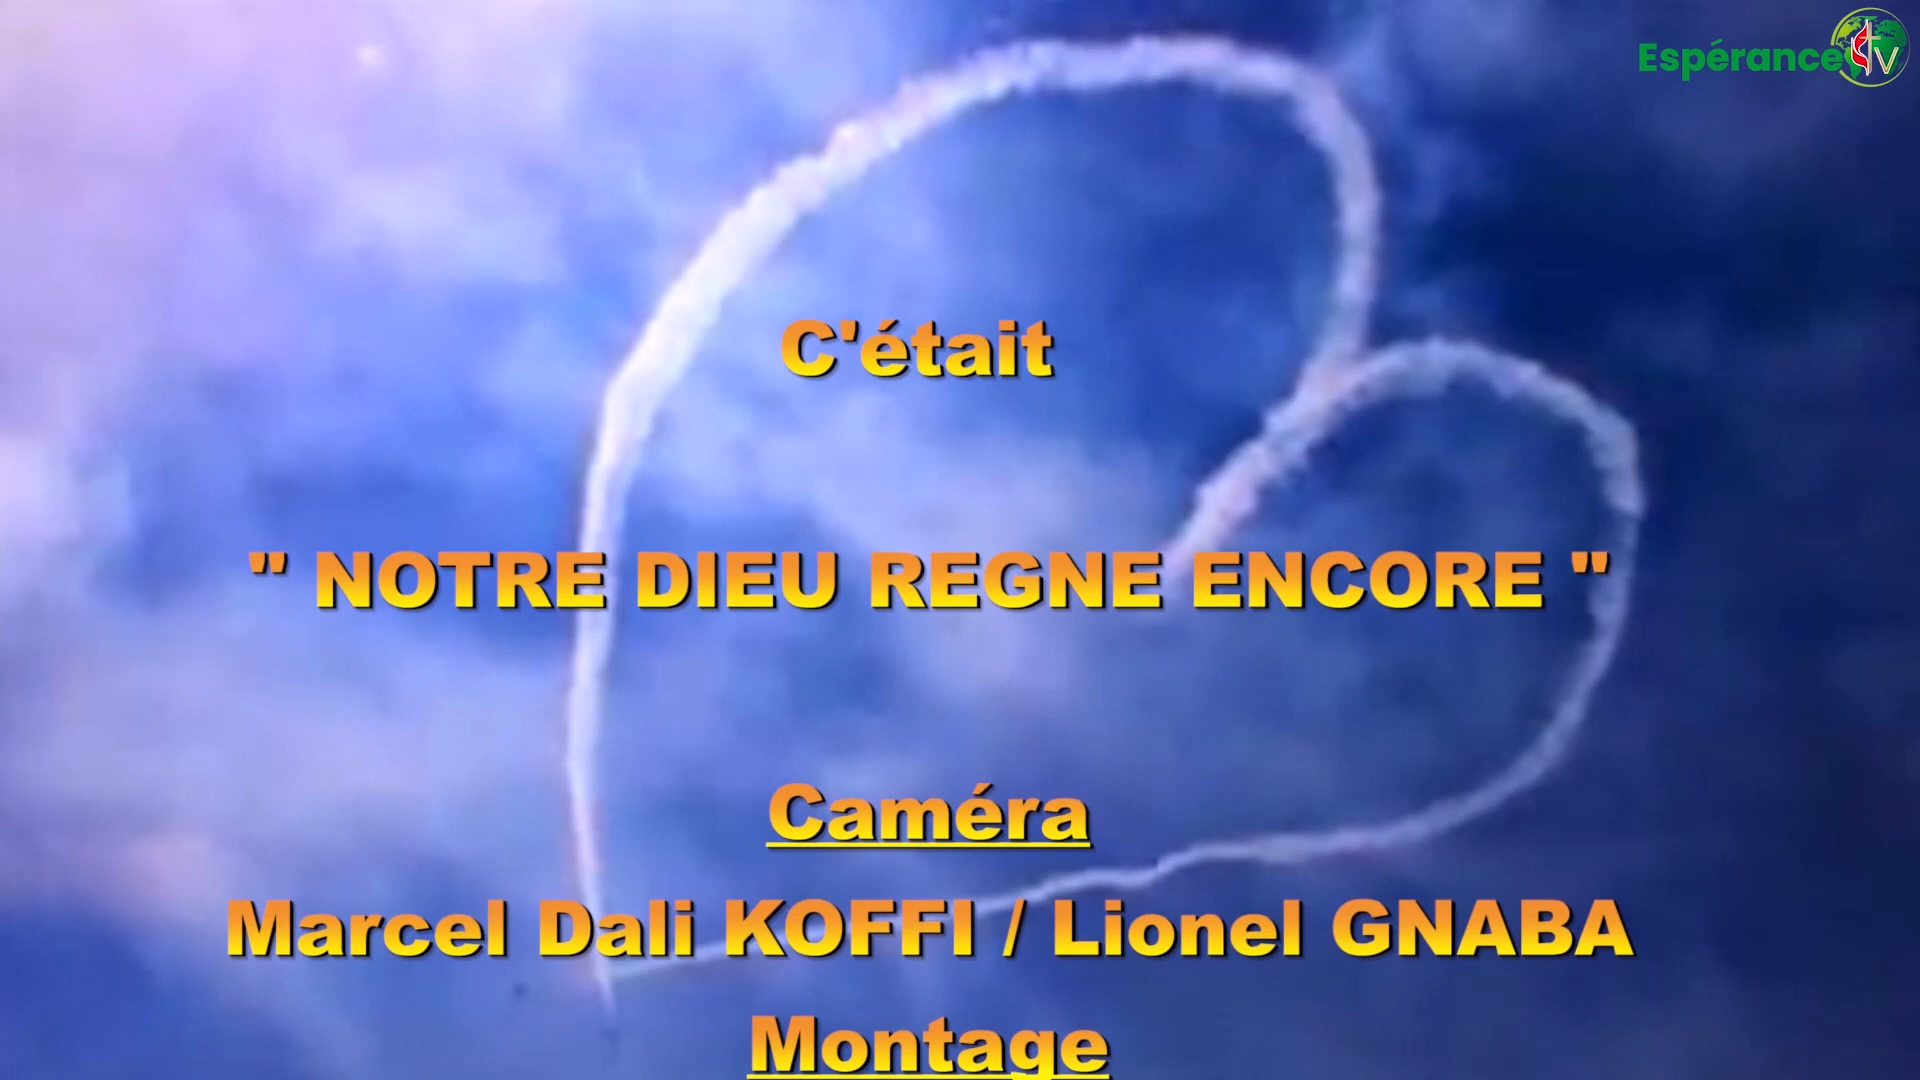 Espérance TV
C'était
" NOTRE DIEU REGNE ENCORE "
Caméra
Marcel Dali KOFFI / Lionel GNABA
Montage